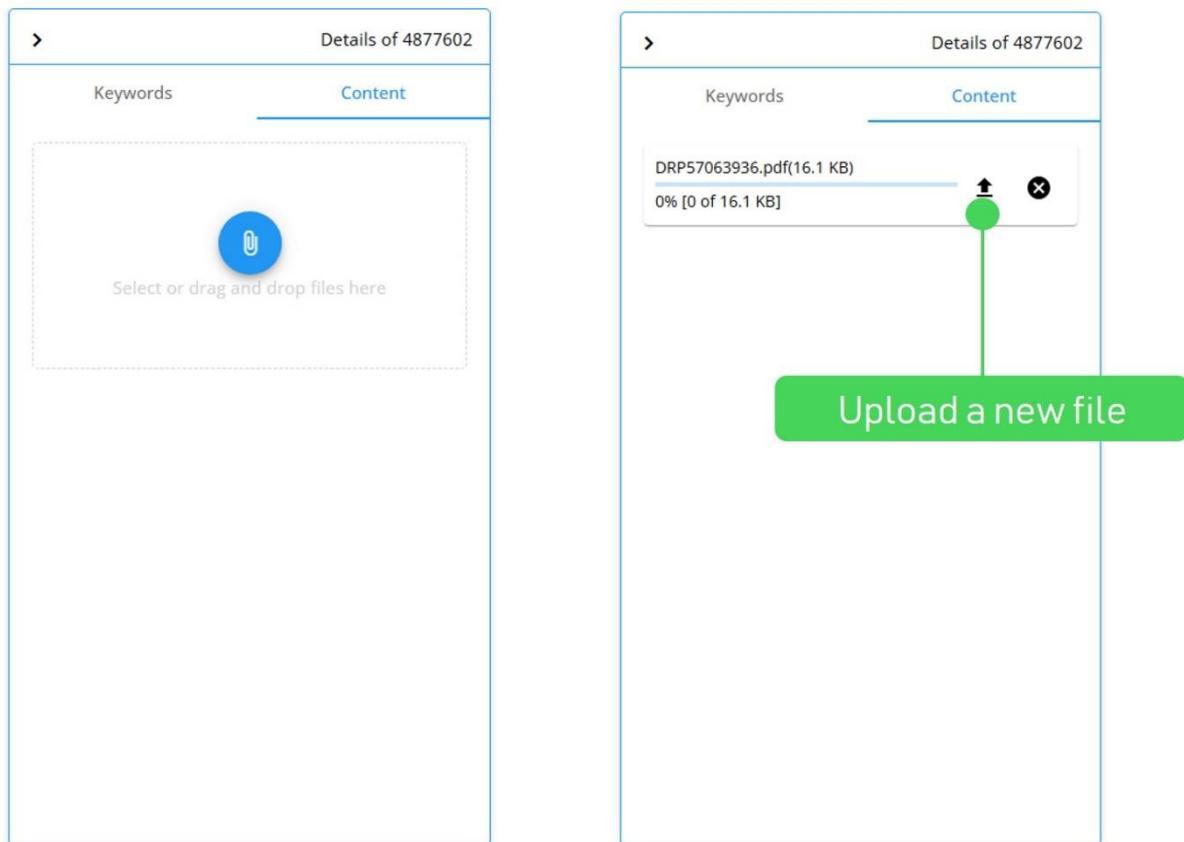 Details of 4877602
Keywords
Content
Select or drag and drop files here
Details of 4877602
Keywords
Content
DRP57063936.pdf(16.1 KB)
0% [0 of 16.1 KB]
Upload a new file